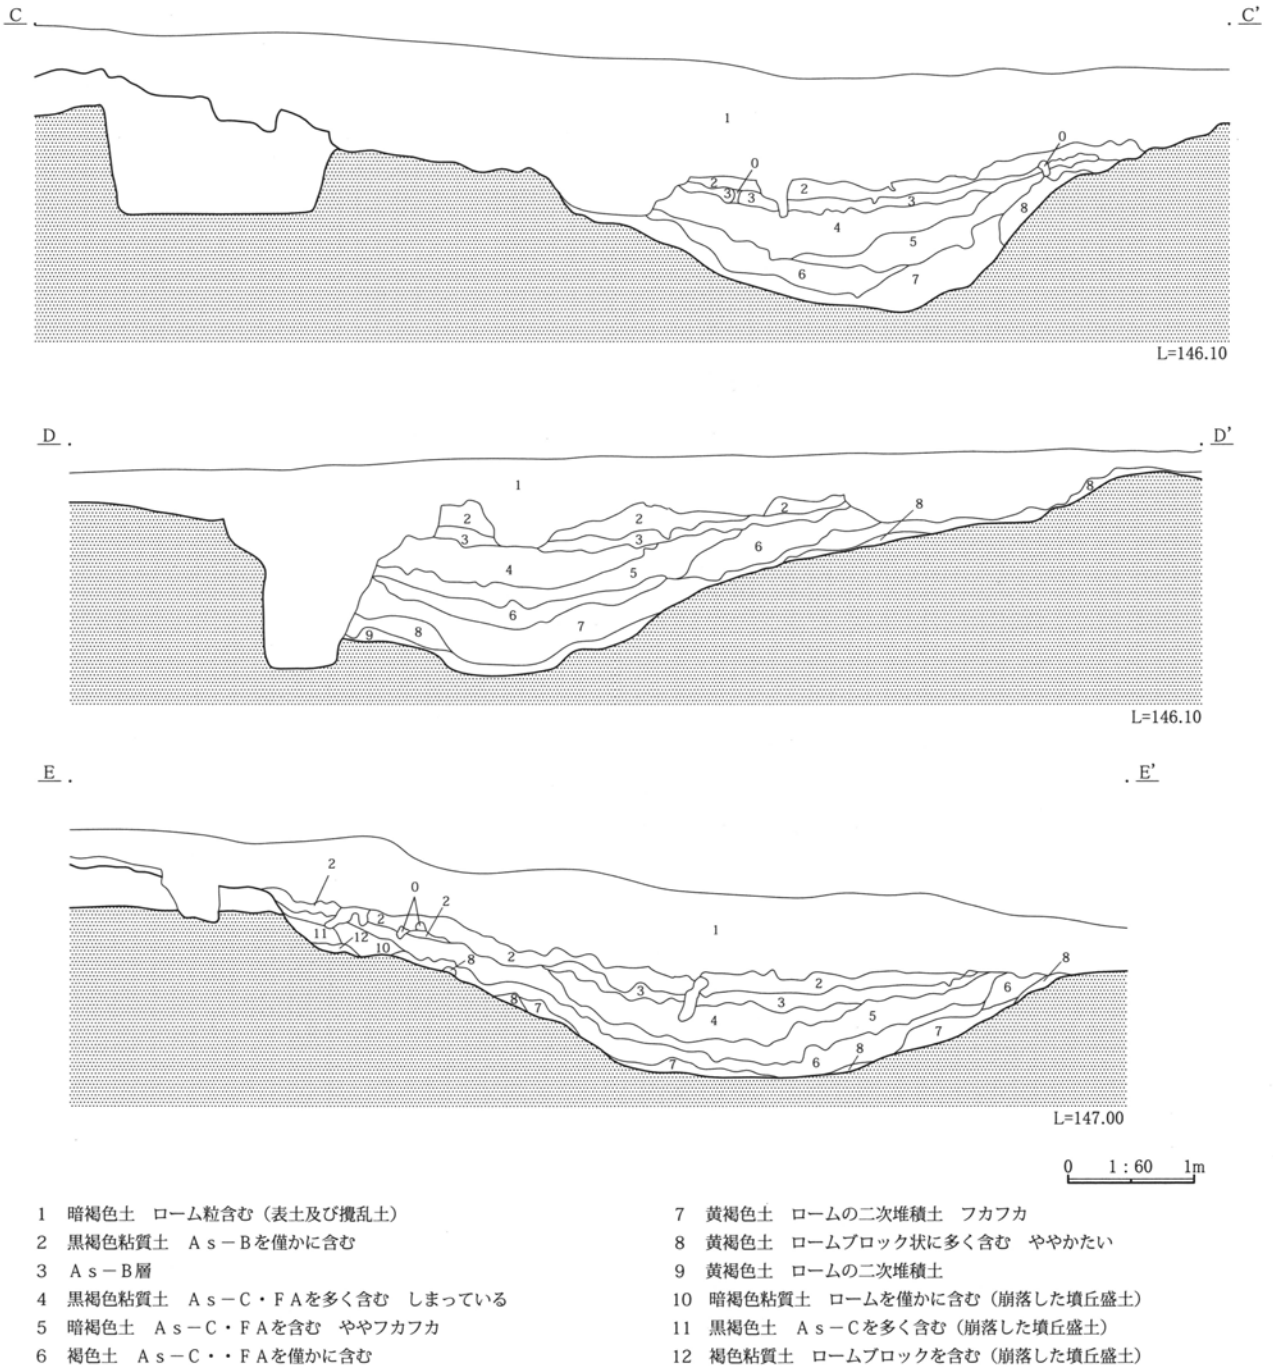 C C’
1
0
0
2 2
3 3 3
8
4
5
6 7
L=146.10
D D’
1 8
2 2 2 8
3 3
6
4 5
6
7
9 8
L=146.10
E E’
2
0
2
2
1
11 12
10
2 8
8
2
3 6
8 3
7 4 5
7
8
7 6
L=147.00
0 1：60 1m
1 暗褐色土 ローム粒含む（表土及び攪乱土）
2 黒褐色粘質土 Ａｓ－Ｂを僅かに含む
3 Ａｓ－Ｂ層
4 黒褐色粘質土 Ａｓ－Ｃ・ＦＡを多く含む しまっている
5 暗褐色土 Ａｓ－Ｃ・ＦＡを含む ややフカフカ
6 褐色土 Ａｓ－Ｃ・・ＦＡを僅かに含む
7 黄褐色土 ロームの二次堆積土 フカフカ
8 黄褐色土 ロームブロック状に多く含む ややかたい
9 黄褐色土 ロームの二次堆積土
10 暗褐色粘質土 ロームを僅かに含む（崩落した墳丘盛土）
11 黒褐色土 Ａｓ－Ｃを多く含む（崩落した墳丘盛土）
12 褐色粘質土 ロームブロックを含む（崩落した墳丘盛土）